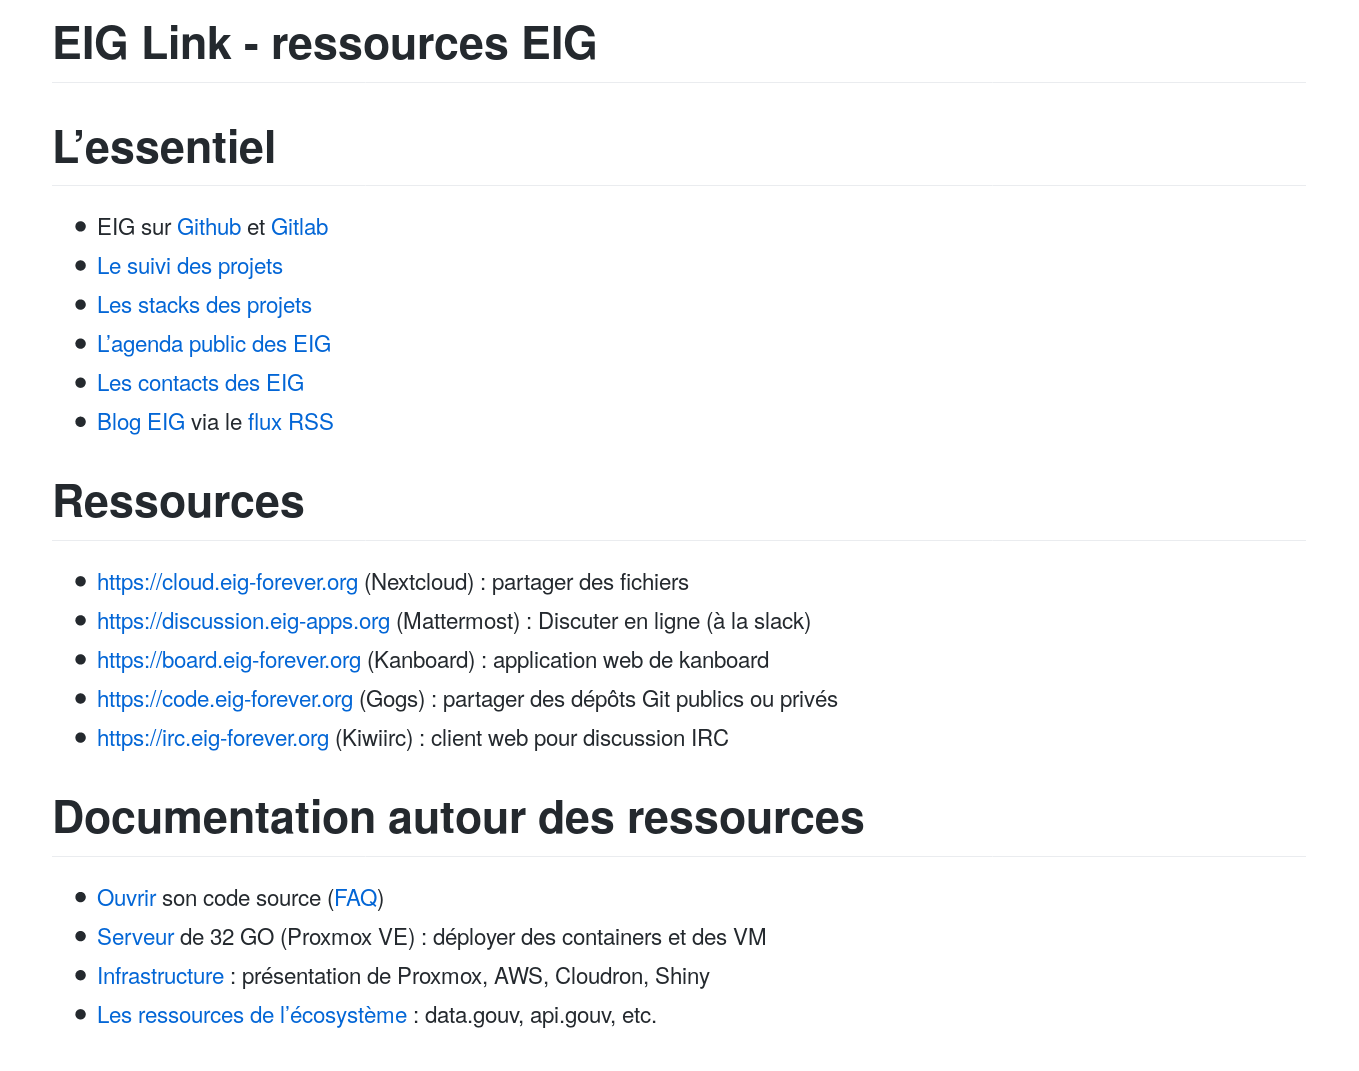 EIG Link - ressources EIG
L’essentiel
EIG sur Github et Gitlab
Le suivi des projets
Les stacks des projets
L’agenda public des EIG
Les contacts des EIG
Blog EIG via le flux RSS
Ressources
https://cloud.eig-forever.org (Nextcloud) : partager des fichiers
https://discussion.eig-apps.org (Mattermost) : Discuter en ligne (à la slack)
https://board.eig-forever.org (Kanboard) : application web de kanboard
https://code.eig-forever.org (Gogs) : partager des dépôts Git publics ou privés
https://irc.eig-forever.org (Kiwiirc) : client web pour discussion IRC
Documentation autour des ressources
Ouvrir son code source (FAQ)
Serveur de 32 GO (Proxmox VE) : déployer des containers et des VM
Infrastructure : présentation de Proxmox, AWS, Cloudron, Shiny
Les ressources de l’écosystème : data.gouv, api.gouv, etc.